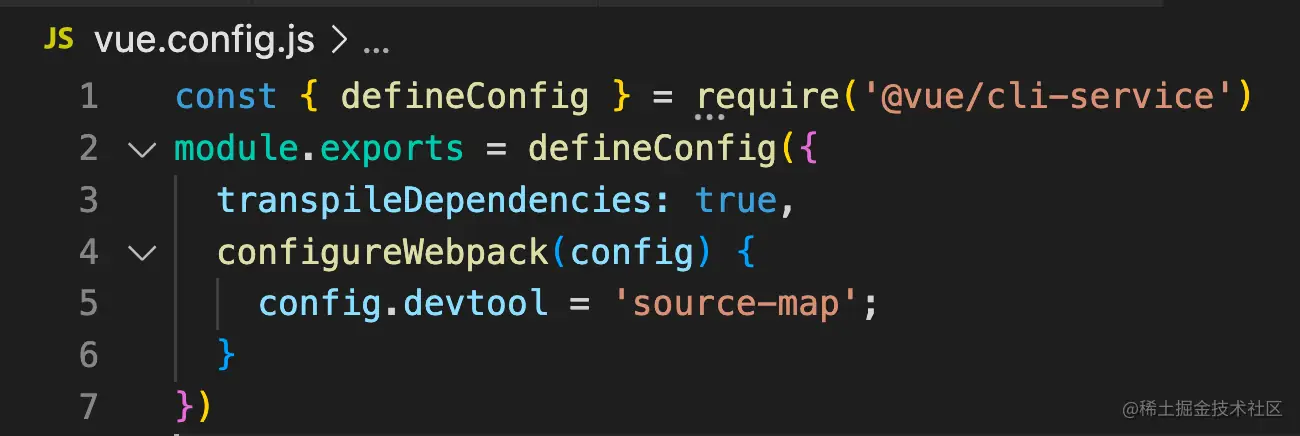 JS vue.config.js > ...
1 const { defineConfig } = require('@vue/cli-service')
2 module.exports = defineConfig({
3 transpileDependencies: true,
4 configureWebpack(config) {
5 config.devtool = 'source-map';
6 }
7 })
@稀土掘金技术社区